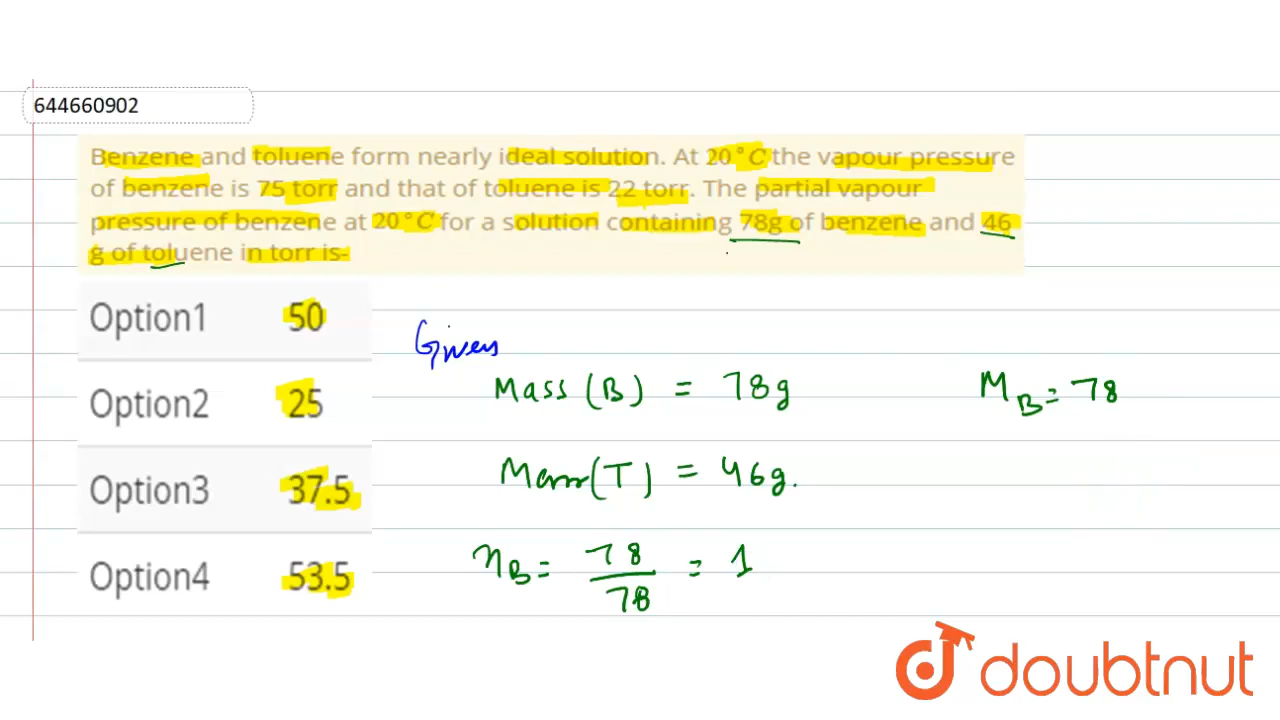 644660902
Benzene and toluene form nearly ideal solution. At 20°C the vapour pressure
of benzene is 75 torr and that of toluene is 22 torr. The partial vapour
pressure of benzene at 20°C for a solution containing 78g of benzene and 46
g of toluene in torr is-
Option1 50
Option2 25
Option3 37.5
Option4 53.5
Given
Mass (B) = 78g
M_B = 78
Mass (T) = 46g.
n_B = 78/78 = 1
doubtnut